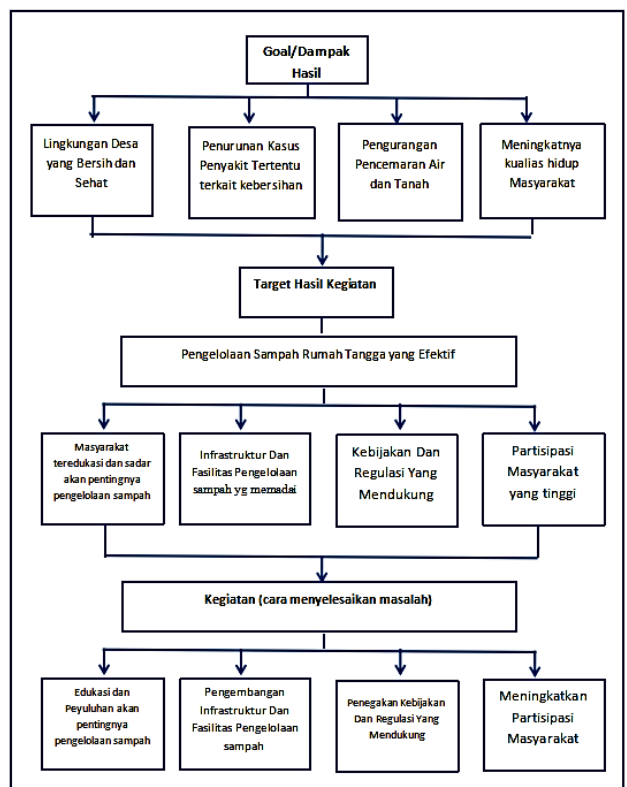 Goal/Dampak
Hasil
Lingkungan Desa
yang Bersih dan
Sehat
Penurunan Kasus
Penyakit Tertentu
terkait kebersihan
Pengurangan
Pencemaran Air
dan Tanah
Meningkatnya
kualias hidup
Masyarakat
Target Hasil Kegiatan
Pengelolaan Sampah Rumah Tangga yang Efektif
Masyarakat
teredukasi dan sadar
akan pentingnya
pengelolaan sampah
Infrastruktur Dan
Fasilitas Pengelolaan
sampah yg memadai
Kebijakan Dan
Regulasi Yang
Mendukung
Partisipasi
Masyarakat
yang tinggi
Kegiatan (cara menyelesaikan masalah)
Edukasi dan
Peyuluhan akan
pentingnya
pengelolaan sampah
Pengembangan
Infrastruktur Dan
Fasilitas Pengelolaan
sampah
Penegakan Kebijakan
Dan Regulasi Yang
Mendukung
Meningkatkan
Partisipasi
Masyarakat